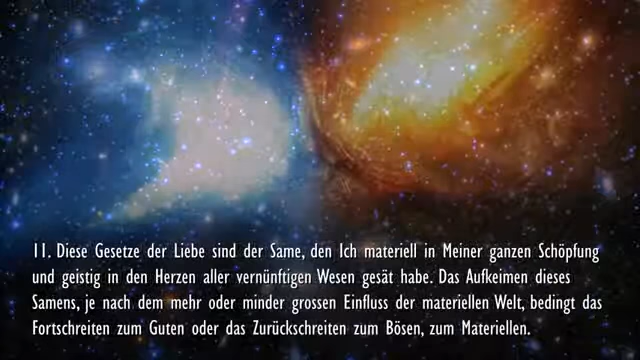 11. Diese Gesetze der Liebe sind der Same, den Ich materiell in Meiner ganzen Schöpfung
und geistig in den Herzen aller vernünftigen Wesen gesät habe. Das Aufkeimen dieses
Samens, je nach dem mehr oder minder grossen Einfluss der materiellen Welt, bedingt das
Fortschreiten zum Guten oder das Zurückschreiten zum Bösen, zum Materiellen.